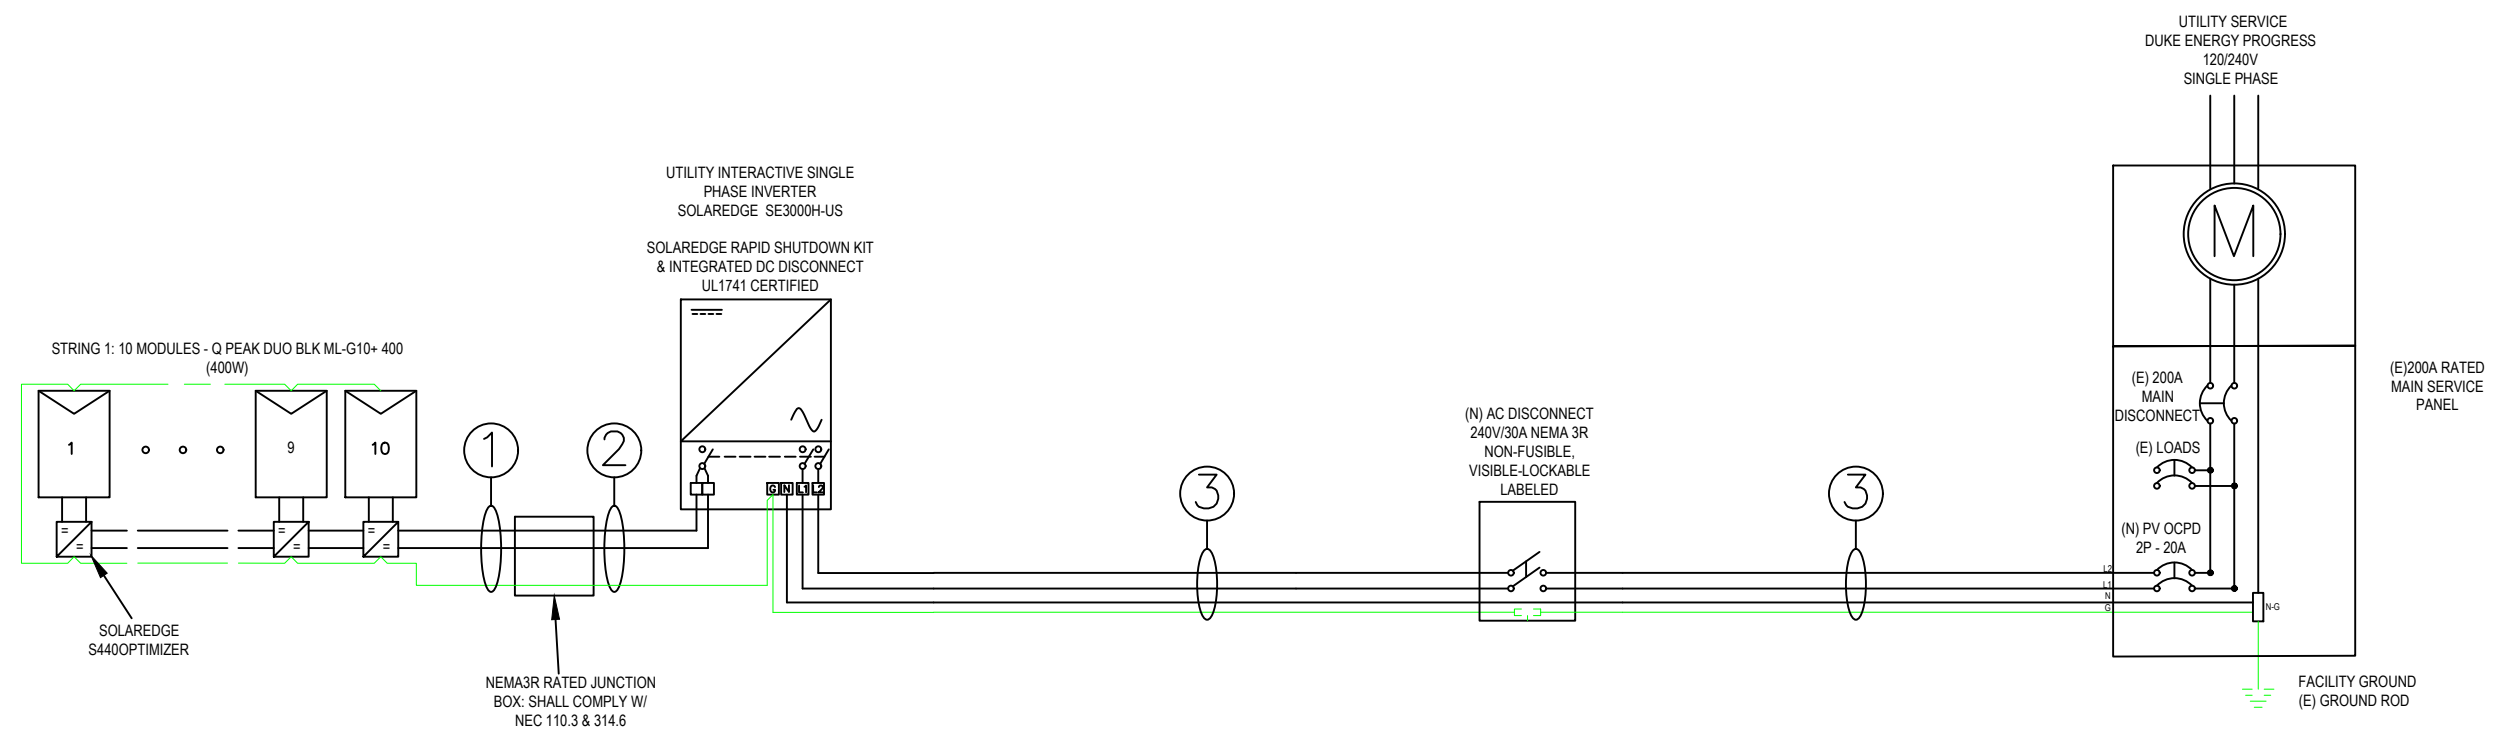 UTILITY SERVICE
DUKE ENERGY PROGRESS
120/240V
SINGLE PHASE
M
UTILITY INTERACTIVE SINGLE
PHASE INVERTER
SOLAREDGE SE3000H-US
SOLAREDGE RAPID SHUTDOWN KIT
& INTEGRATED DC DISCONNECT
UL1741 CERTIFIED
STRING 1: 10 MODULES - Q PEAK DUO BLK ML-G10+ 400
(400W)
1
9
10
1
2
G N L1 L2
SOLAREDGE
S440OPTIMIZER
NEMA3R RATED JUNCTION
BOX: SHALL COMPLY W/
NEC 110.3 & 314.6
3
(N) AC DISCONNECT
240V/30A NEMA 3R
NON-FUSIBLE,
VISIBLE-LOCKABLE
LABELED
3
(E) 200A
MAIN
DISCONNECT
(E) LOADS
(N) PV OCPD
2P - 20A
L2
L1
N
G
N-G
(E)200A RATED
MAIN SERVICE
PANEL
FACILITY GROUND
(E) GROUND ROD